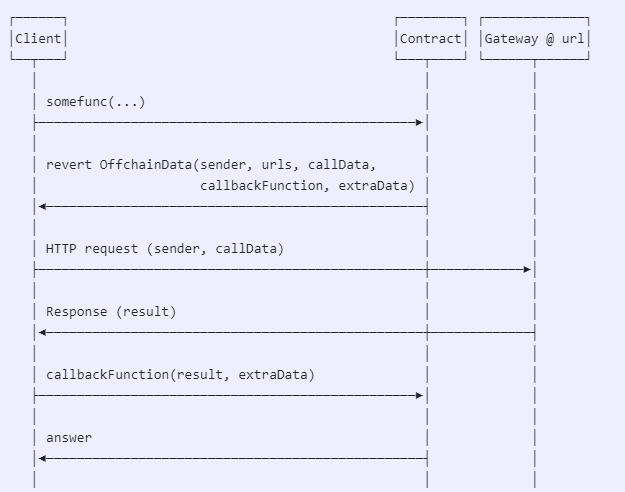 Client Contract Gateway @ url
somefunc(...)
revert OffchainData(sender, urls, callData,
callbackFunction, extraData)
HTTP request (sender, callData)
Response (result)
callbackFunction(result, extraData)
answer